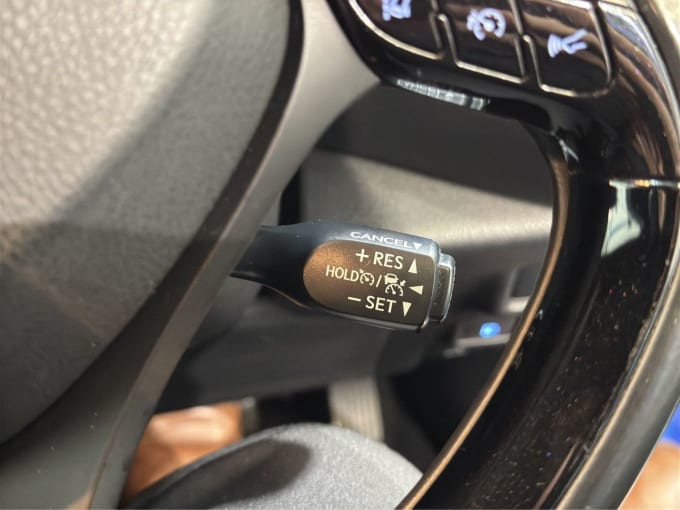 CANCEL▼
+ RES ▲
HOLD / ◄
− SET ▼